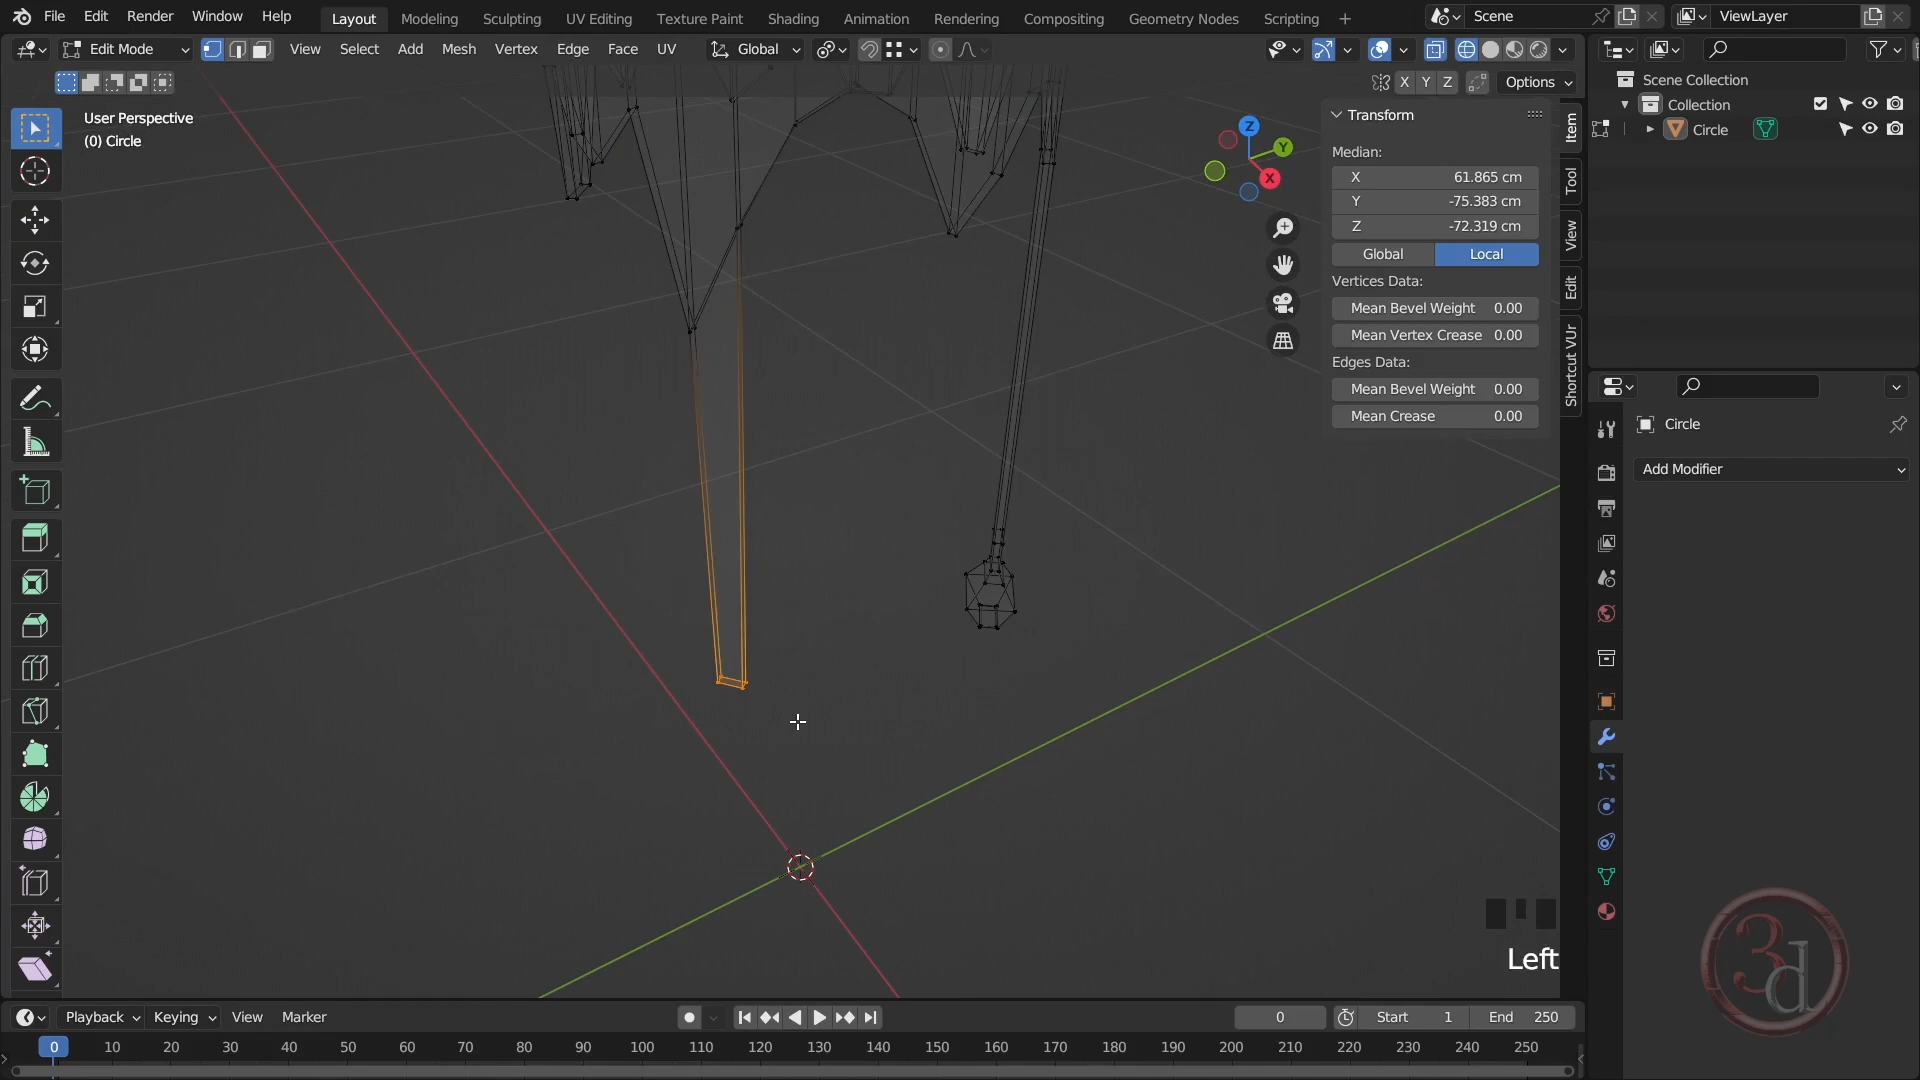 File Edit Render Window Help Layout Modeling Sculpting UV Editing Texture Paint Shading Animation Rendering Compositing Geometry Nodes Scripting + Scene ViewLayer
Edit Mode View Select Add Mesh Vertex Edge Face UV Global
X Y Z Options
User Perspective
(0) Circle
Z
Y
X
Transform
Median:
X 61.865 cm
Y -75.383 cm
Z -72.319 cm
Global Local
Vertices Data:
Mean Bevel Weight 0.00
Mean Vertex Crease 0.00
Edges Data:
Mean Bevel Weight 0.00
Mean Crease 0.00
Item
Tool
View
Edit
Shortcut VUr
Scene Collection
Collection
Circle
Circle
Add Modifier
Left
3d
Playback Keying View Marker 0 Start 1 End 250
0 10 20 30 40 50 60 70 80 90 100 110 120 130 140 150 160 170 180 190 200 210 220 230 240 250